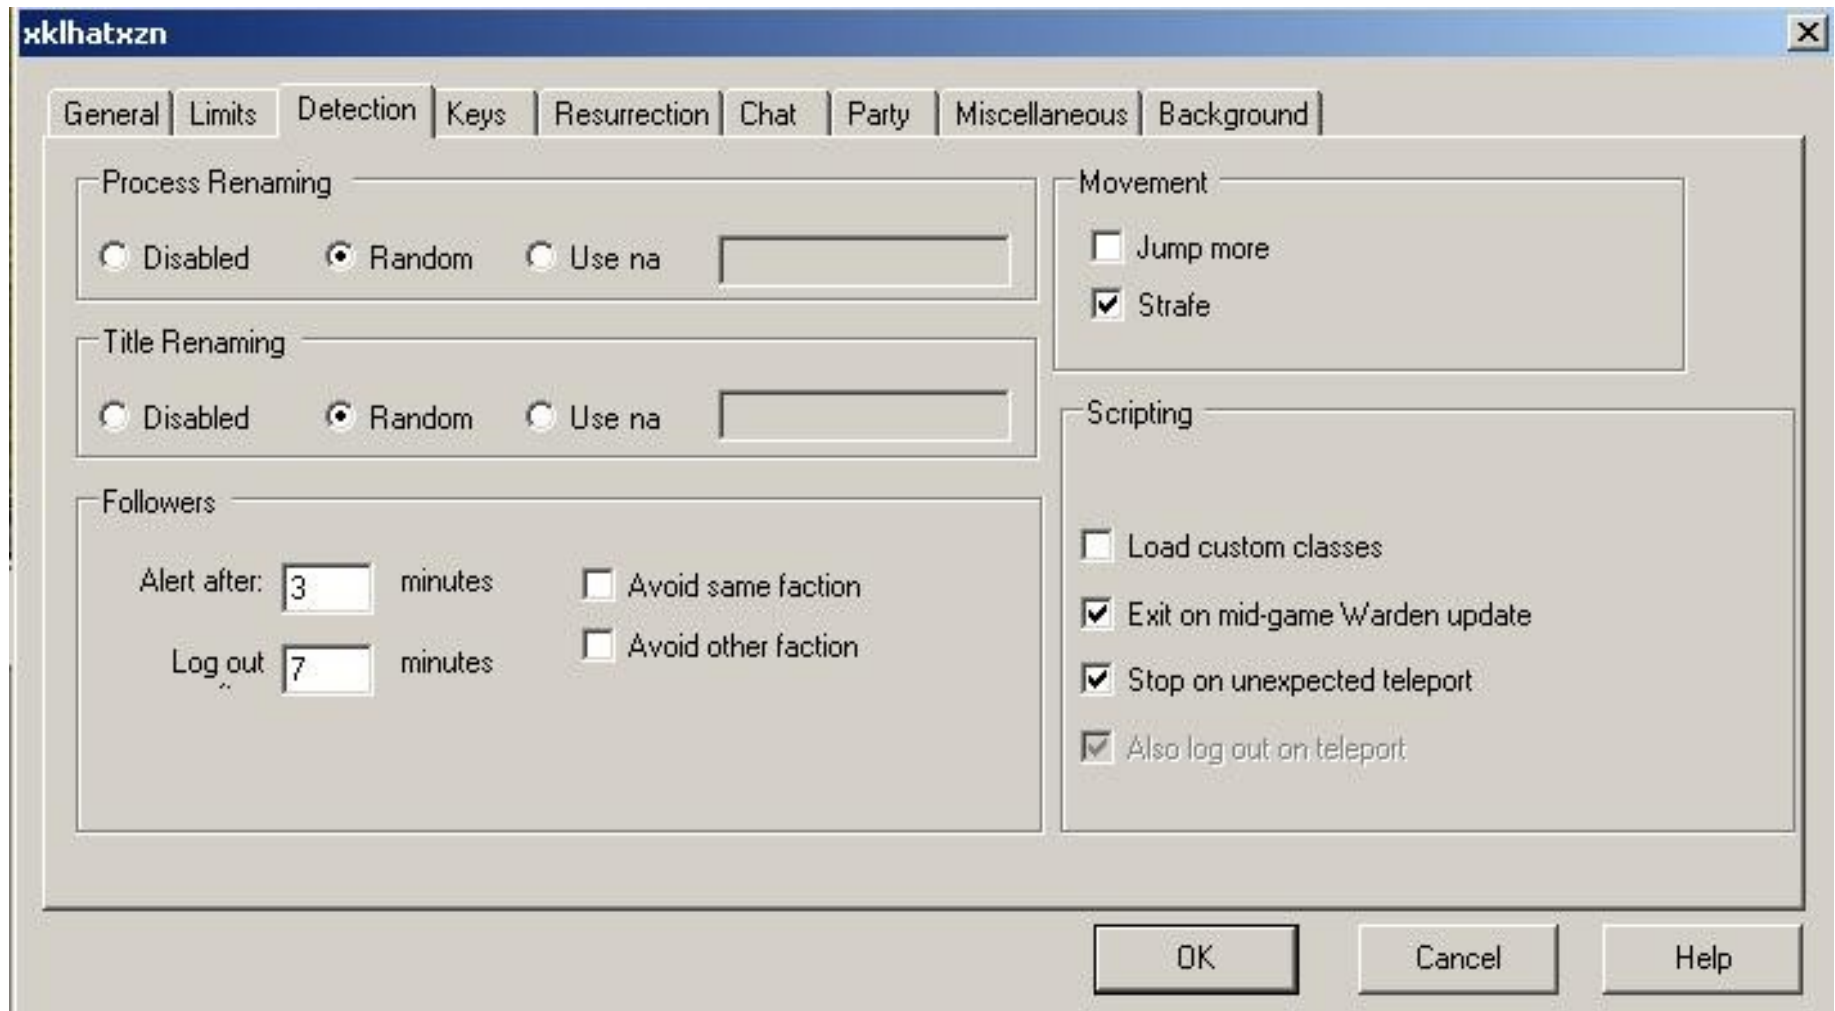 xklhatxzn
General Limits Detection Keys Resurrection Chat Party Miscellaneous Background
Process Renaming
Disabled Random Use na
Title Renaming
Disabled Random Use na
Followers
Alert after: 3 minutes
Avoid same faction
Log out 7 minutes
Avoid other faction
Movement
Jump more
Strafe
Scripting
Load custom classes
Exit on mid-game Warden update
Stop on unexpected teleport
Also log out on teleport
OK Cancel Help